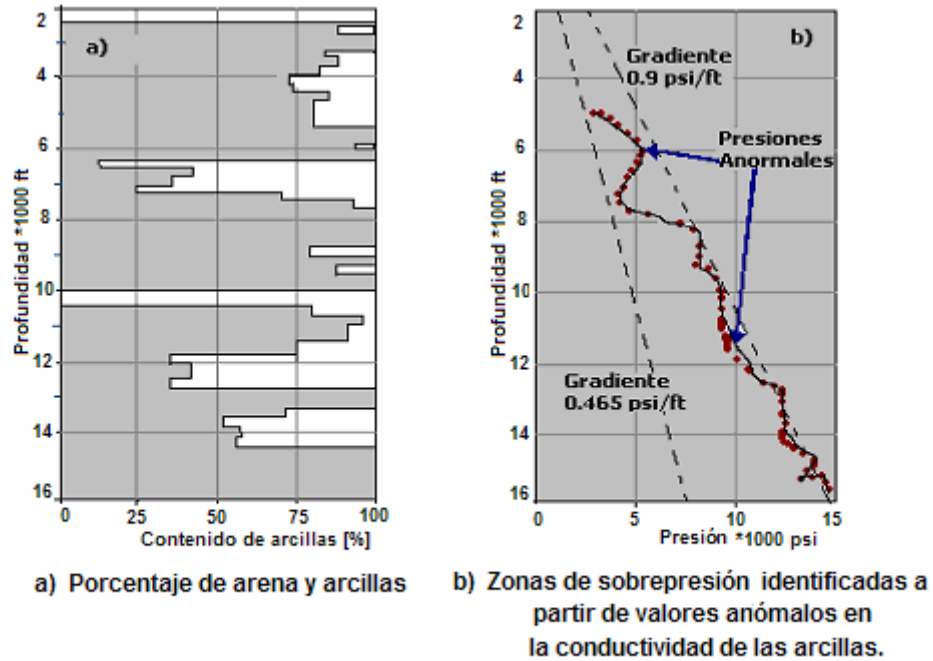 a)
Profundidad *1000 ft
2
4
6
8
10
12
14
16
0
25
50
75
100
Contenido de arcillas [%]
b)
Gradiente
0.9 psi/ft
Presiones
Anormales
Gradiente
0.465 psi/ft
Profundidad *1000 ft
2
4
6
8
10
12
14
16
0
5
10
15
Presión *1000 psi
a) Porcentaje de arena y arcillas
b) Zonas de sobrepresión identificadas a
partir de valores anómalos en
la conductividad de las arcillas.